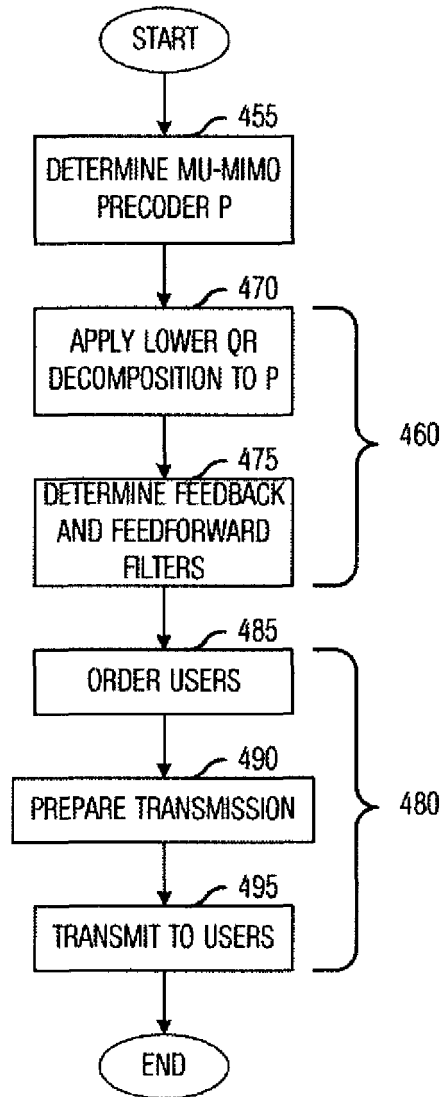 START
455
DETERMINE MU-MIMO
PRECODER P
470
APPLY LOWER QR
DECOMPOSITION TO P
460
475
DETERMINE FEEDBACK
AND FEEDFORWARD
FILTERS
485
ORDER USERS
490
PREPARE TRANSMISSION
480
495
TRANSMIT TO USERS
END